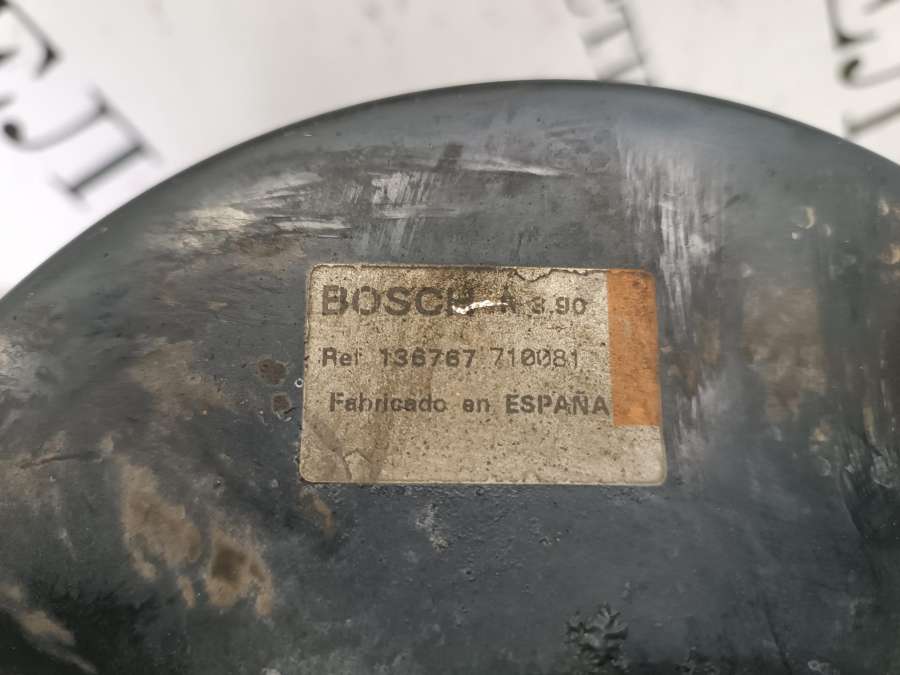 BOSCH 3.90
Ref 136767 710081
Fabricado en ESPAÑA